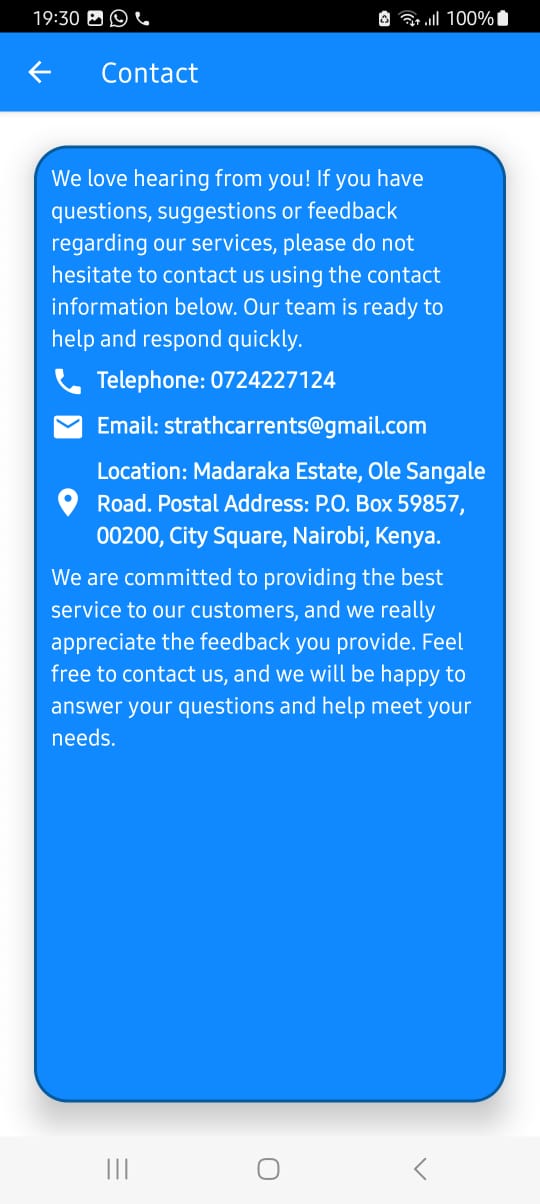 19:30 100%
Contact
We love hearing from you! If you have
questions, suggestions or feedback
regarding our services, please do not
hesitate to contact us using the contact
information below. Our team is ready to
help and respond quickly.
Telephone: 0724227124
Email: strathcarrents@gmail.com
Location: Madaraka Estate, Ole Sangale
Road. Postal Address: P.O. Box 59857,
00200, City Square, Nairobi, Kenya.
We are committed to providing the best
service to our customers, and we really
appreciate the feedback you provide. Feel
free to contact us, and we will be happy to
answer your questions and help meet your
needs.